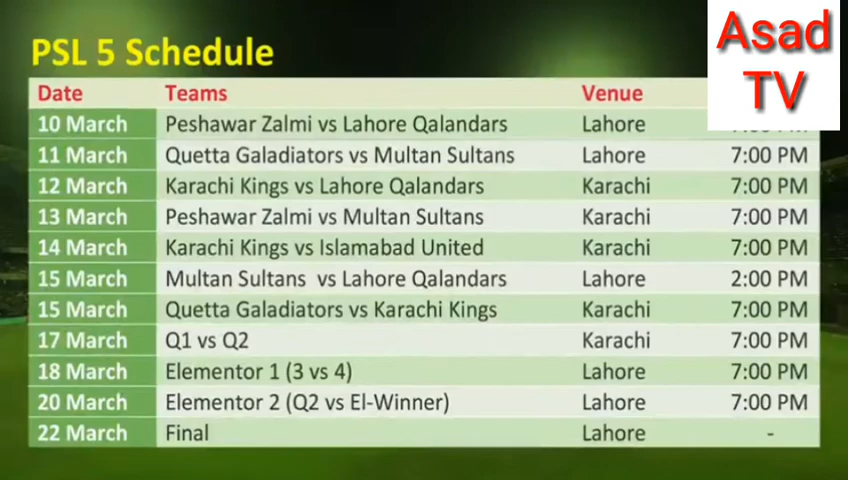 Asad
TV
PSL 5 Schedule
Date Teams Venue
10 March Peshawar Zalmi vs Lahore Qalandars Lahore
11 March Quetta Galadiators vs Multan Sultans Lahore 7:00 PM
12 March Karachi Kings vs Lahore Qalandars Karachi 7:00 PM
13 March Peshawar Zalmi vs Multan Sultans Karachi 7:00 PM
14 March Karachi Kings vs Islamabad United Karachi 7:00 PM
15 March Multan Sultans vs Lahore Qalandars Lahore 2:00 PM
15 March Quetta Galadiators vs Karachi Kings Karachi 7:00 PM
17 March Q1 vs Q2 Karachi 7:00 PM
18 March Elementor 1 (3 vs 4) Lahore 7:00 PM
20 March Elementor 2 (Q2 vs El-Winner) Lahore 7:00 PM
22 March Final Lahore -